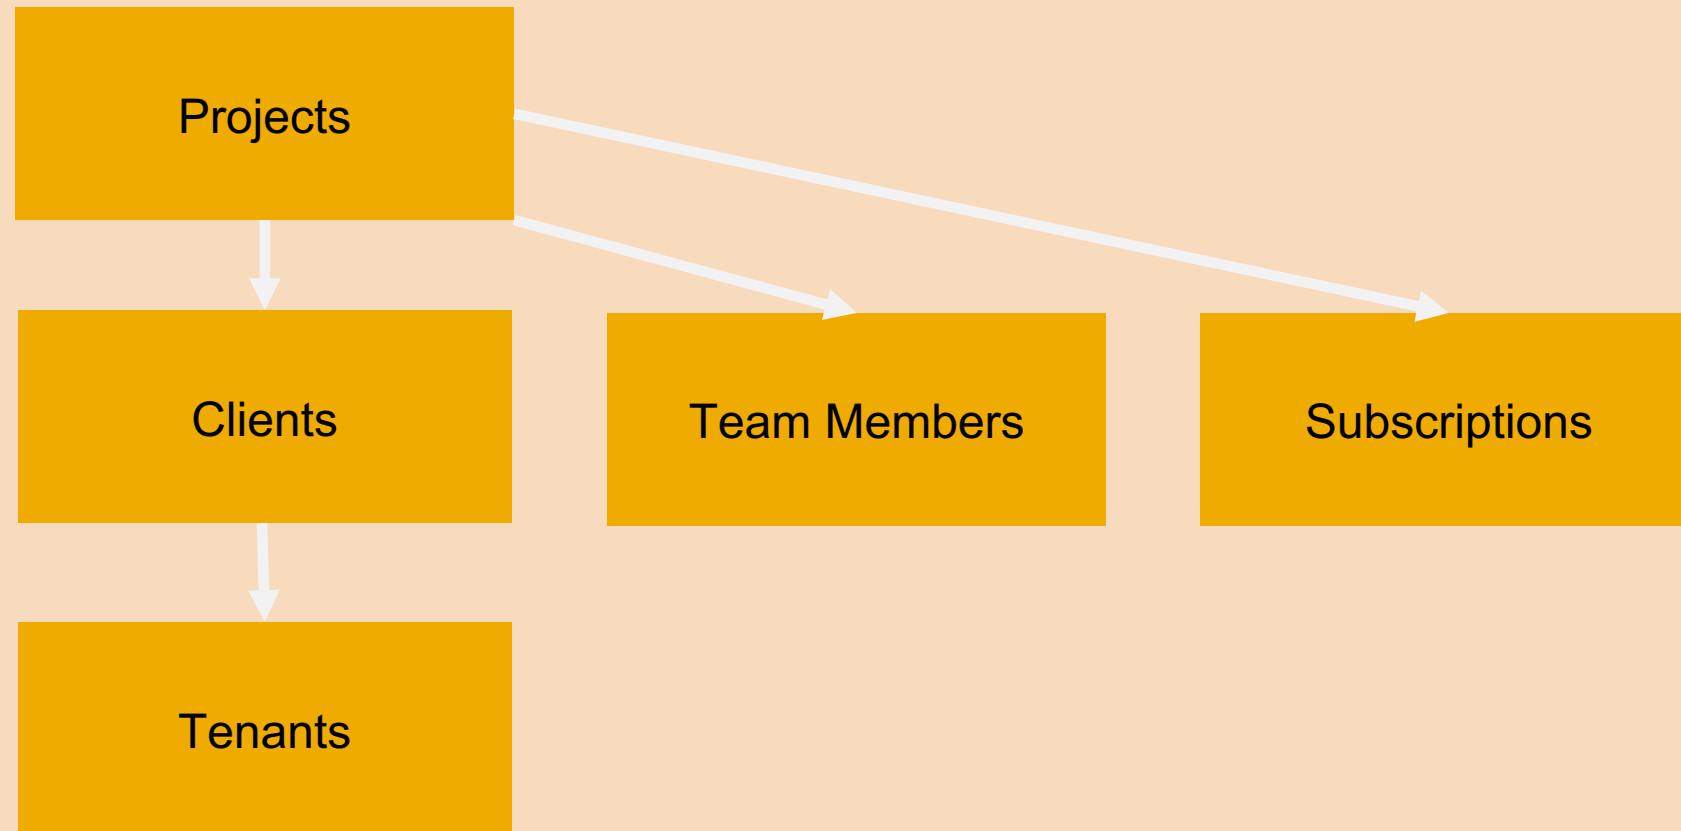 Projects
Clients
Team Members
Subscriptions
Tenants